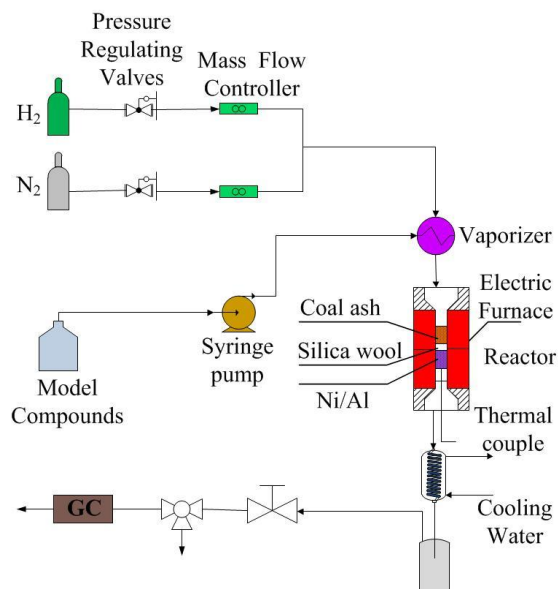 Pressure
Regulating
Valves
Mass Flow
Controller
H₂
N₂
Vaporizer
Electric
Furnace
Coal ash
Silica wool
Reactor
Ni/Al
Syringe
pump
Model
Compounds
Thermal
couple
GC
Cooling
Water